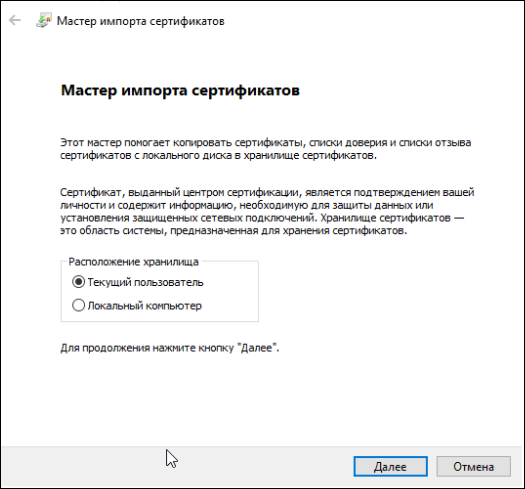 Мастер импорта сертификатов
Мастер импорта сертификатов
Этот мастер помогает копировать сертификаты, списки доверия и списки отзыва
сертификатов с локального диска в хранилище сертификатов.
Сертификат, выданный центром сертификации, является подтверждением вашей
личности и содержит информацию, необходимую для защиты данных или
установления защищенных сетевых подключений. Хранилище сертификатов —
это область системы, предназначенная для хранения сертификатов.
Расположение хранилища
Текущий пользователь
Локальный компьютер
Для продолжения нажмите кнопку "Далее".
Далее
Отмена